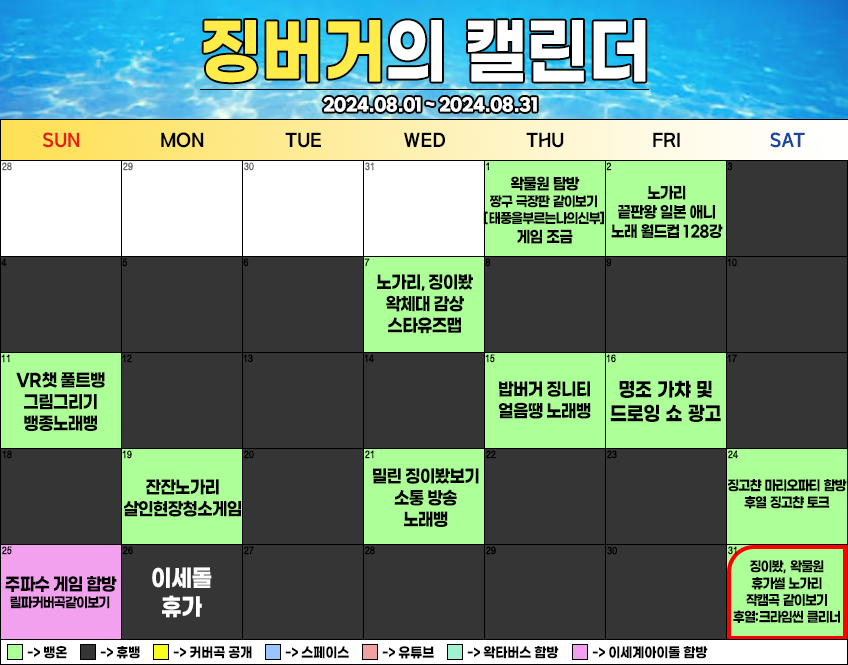 징버거의 캘린더
2024.08.01 ~ 2024.08.31
SUN MON TUE WED THU FRI SAT
28 29 30 31 1 2 3
왁물원 탐방
짱구 극장판 같이보기
[태풍을부르는나의신부]
게임 조금
노가리
끝판왕 일본 애니
노래 월드컵 128강
4 5 6 7 8 9 10
노가리, 징이봤
왁체대 감상
스타유즈맵
11 12 13 14 15 16 17
VR챗 풀트뱅
그림그리기
뱅종노래뱅
밥버거 징니티
얼음땡 노래뱅
명조 가챠 및
드로잉 쇼 광고
18 19 20 21 22 23 24
잔잔노가리
살인현장청소게임
밀린 징이봤보기
소통 방송
노래뱅
징고챤 마리오파티 합방
후열 징고챤 토크
25 26 27 28 29 30 31
주파수 게임 합방
릴파커버곡같이보기
이세돌
휴가
징이봤, 왁물원
휴가썰 노가리
작캠곡 같이보기
후열:크라임씬 클리너
-> 뱅온 -> 휴뱅 -> 커버곡 공개 -> 스페이스 -> 유튜브 -> 왁타버스 합방 -> 이세계아이돌 합방